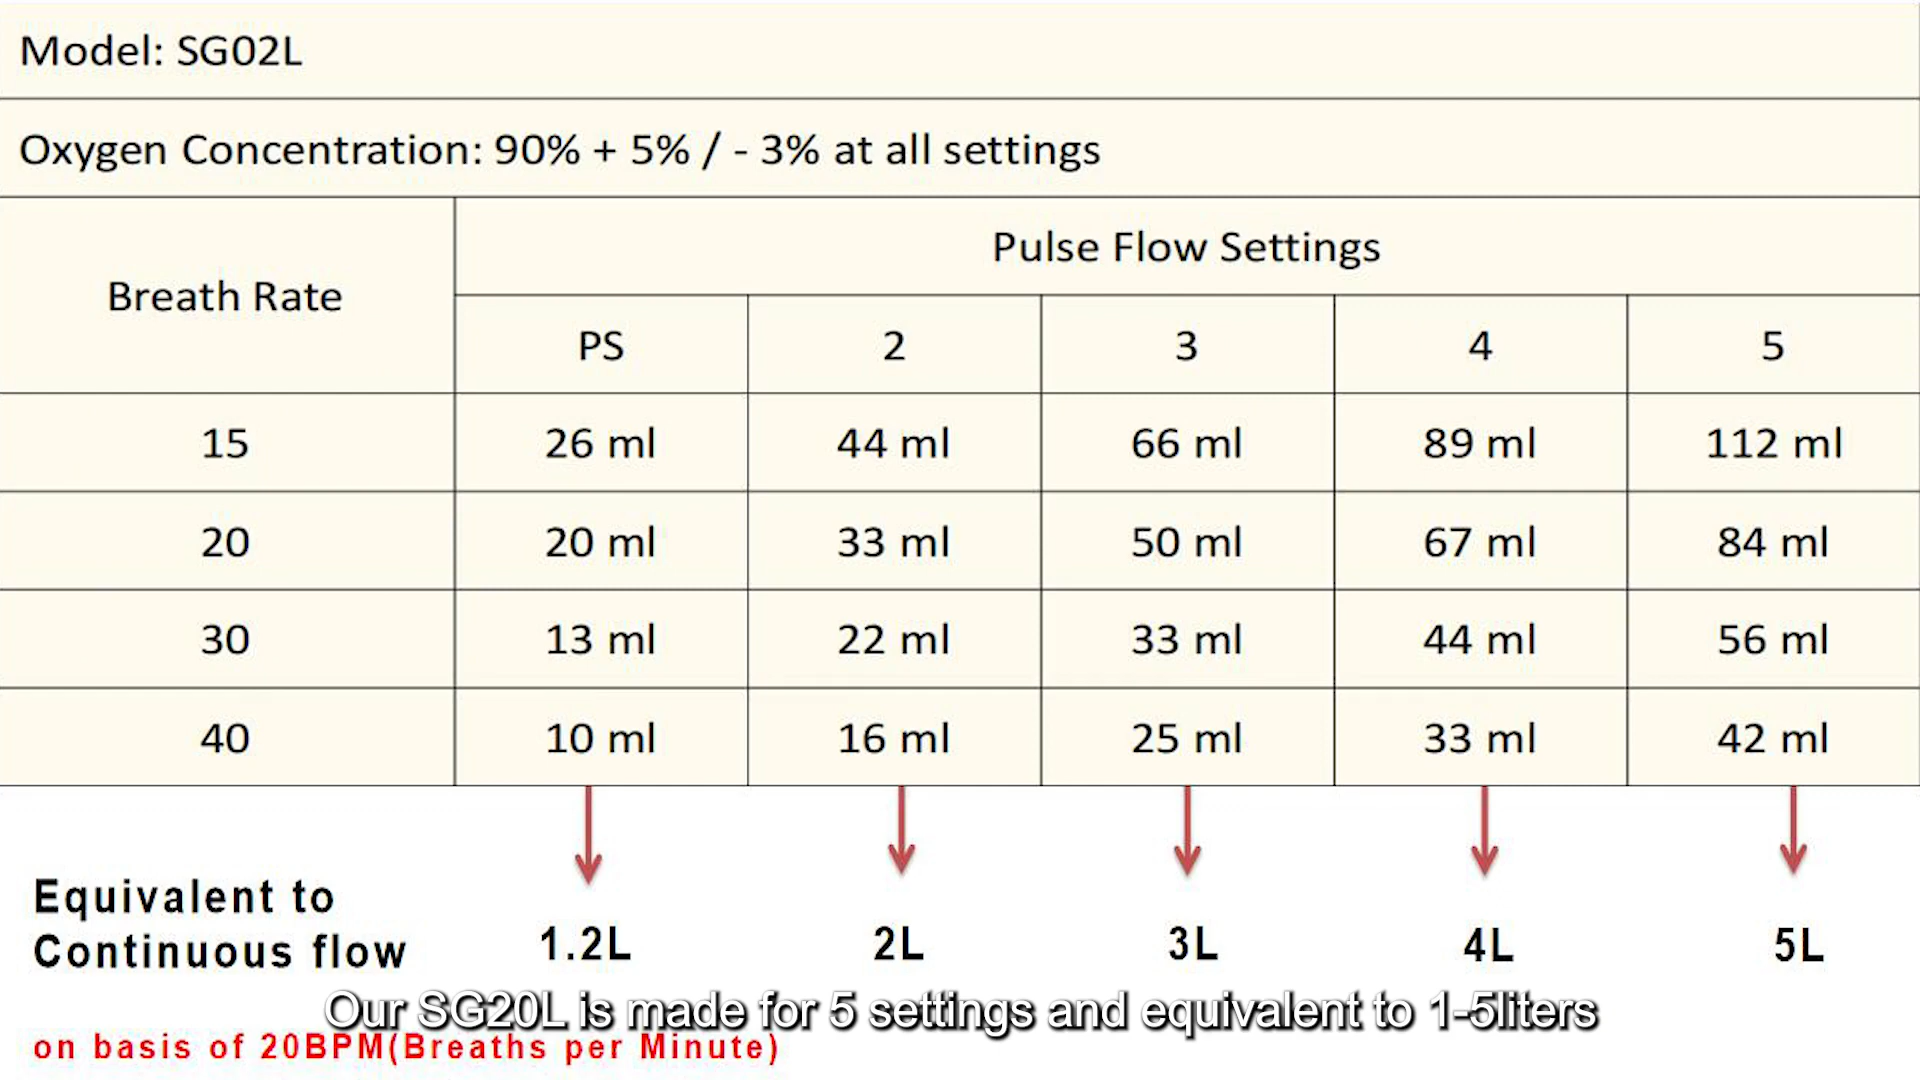 Model: SG02L
Oxygen Concentration: 90% + 5% / - 3% at all settings
Breath Rate
Pulse Flow Settings
PS 2 3 4 5
15 26 ml 44 ml 66 ml 89 ml 112 ml
20 20 ml 33 ml 50 ml 67 ml 84 ml
30 13 ml 22 ml 33 ml 44 ml 56 ml
40 10 ml 16 ml 25 ml 33 ml 42 ml
Equivalent to
Continuous flow 1.2L 2L 3L 4L 5L
Our SG20L is made for 5 settings and equivalent to 1-5liters
on basis of 20BPM(Breaths per Minute)